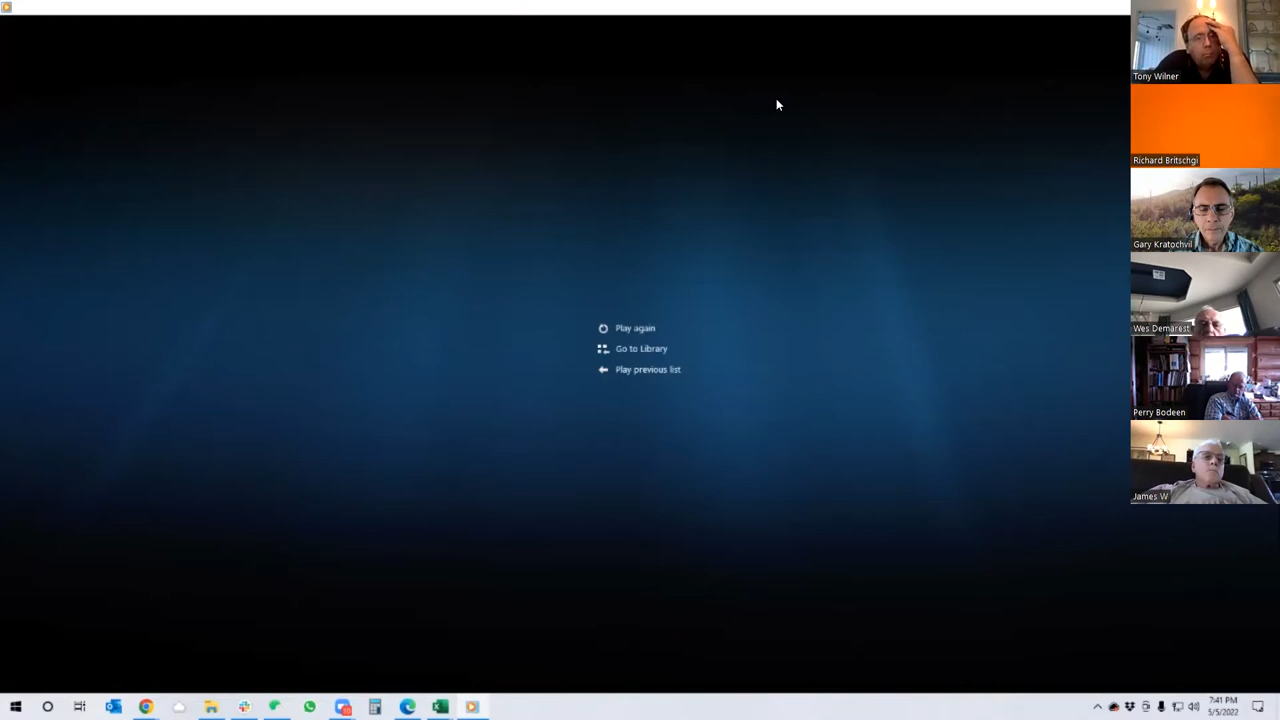 Tony Wilner
Richard Britschgi
Gary Kratochvil
Wes Demarest
Perry Bodeen
James W
Play again
Go to Library
Play previous list
7:41 PM
5/5/2022